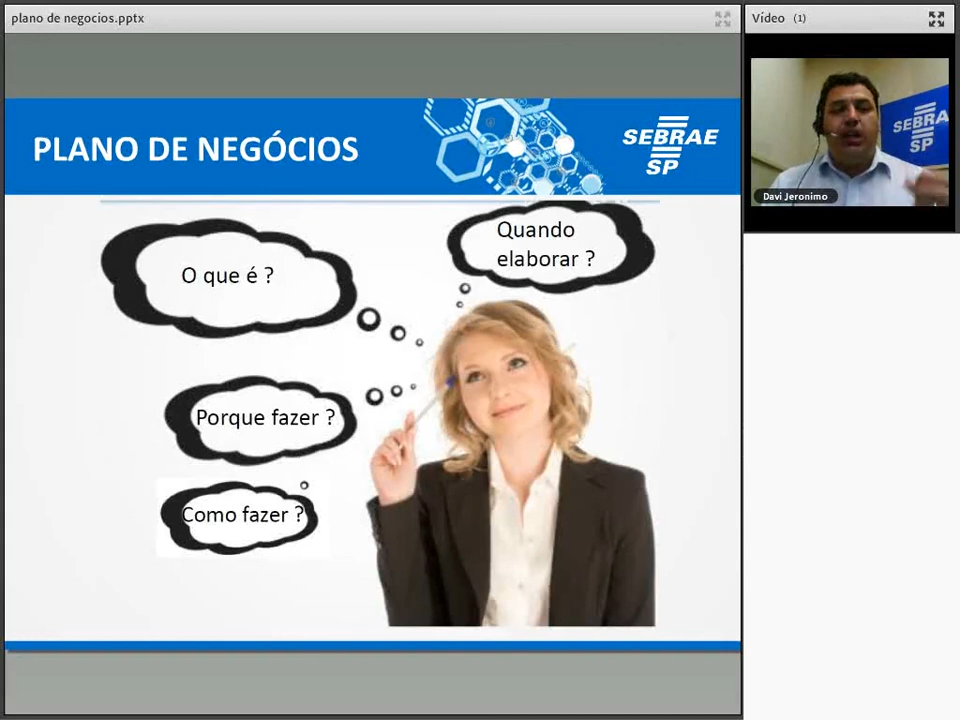 plano de negocios.pptx
Vídeo (1)
PLANO DE NEGÓCIOS
SEBRAE
SP
SEBRA
SP
Davi Jeronimo
Quando
elaborar ?
O que é ?
Porque fazer ?
Como fazer ?